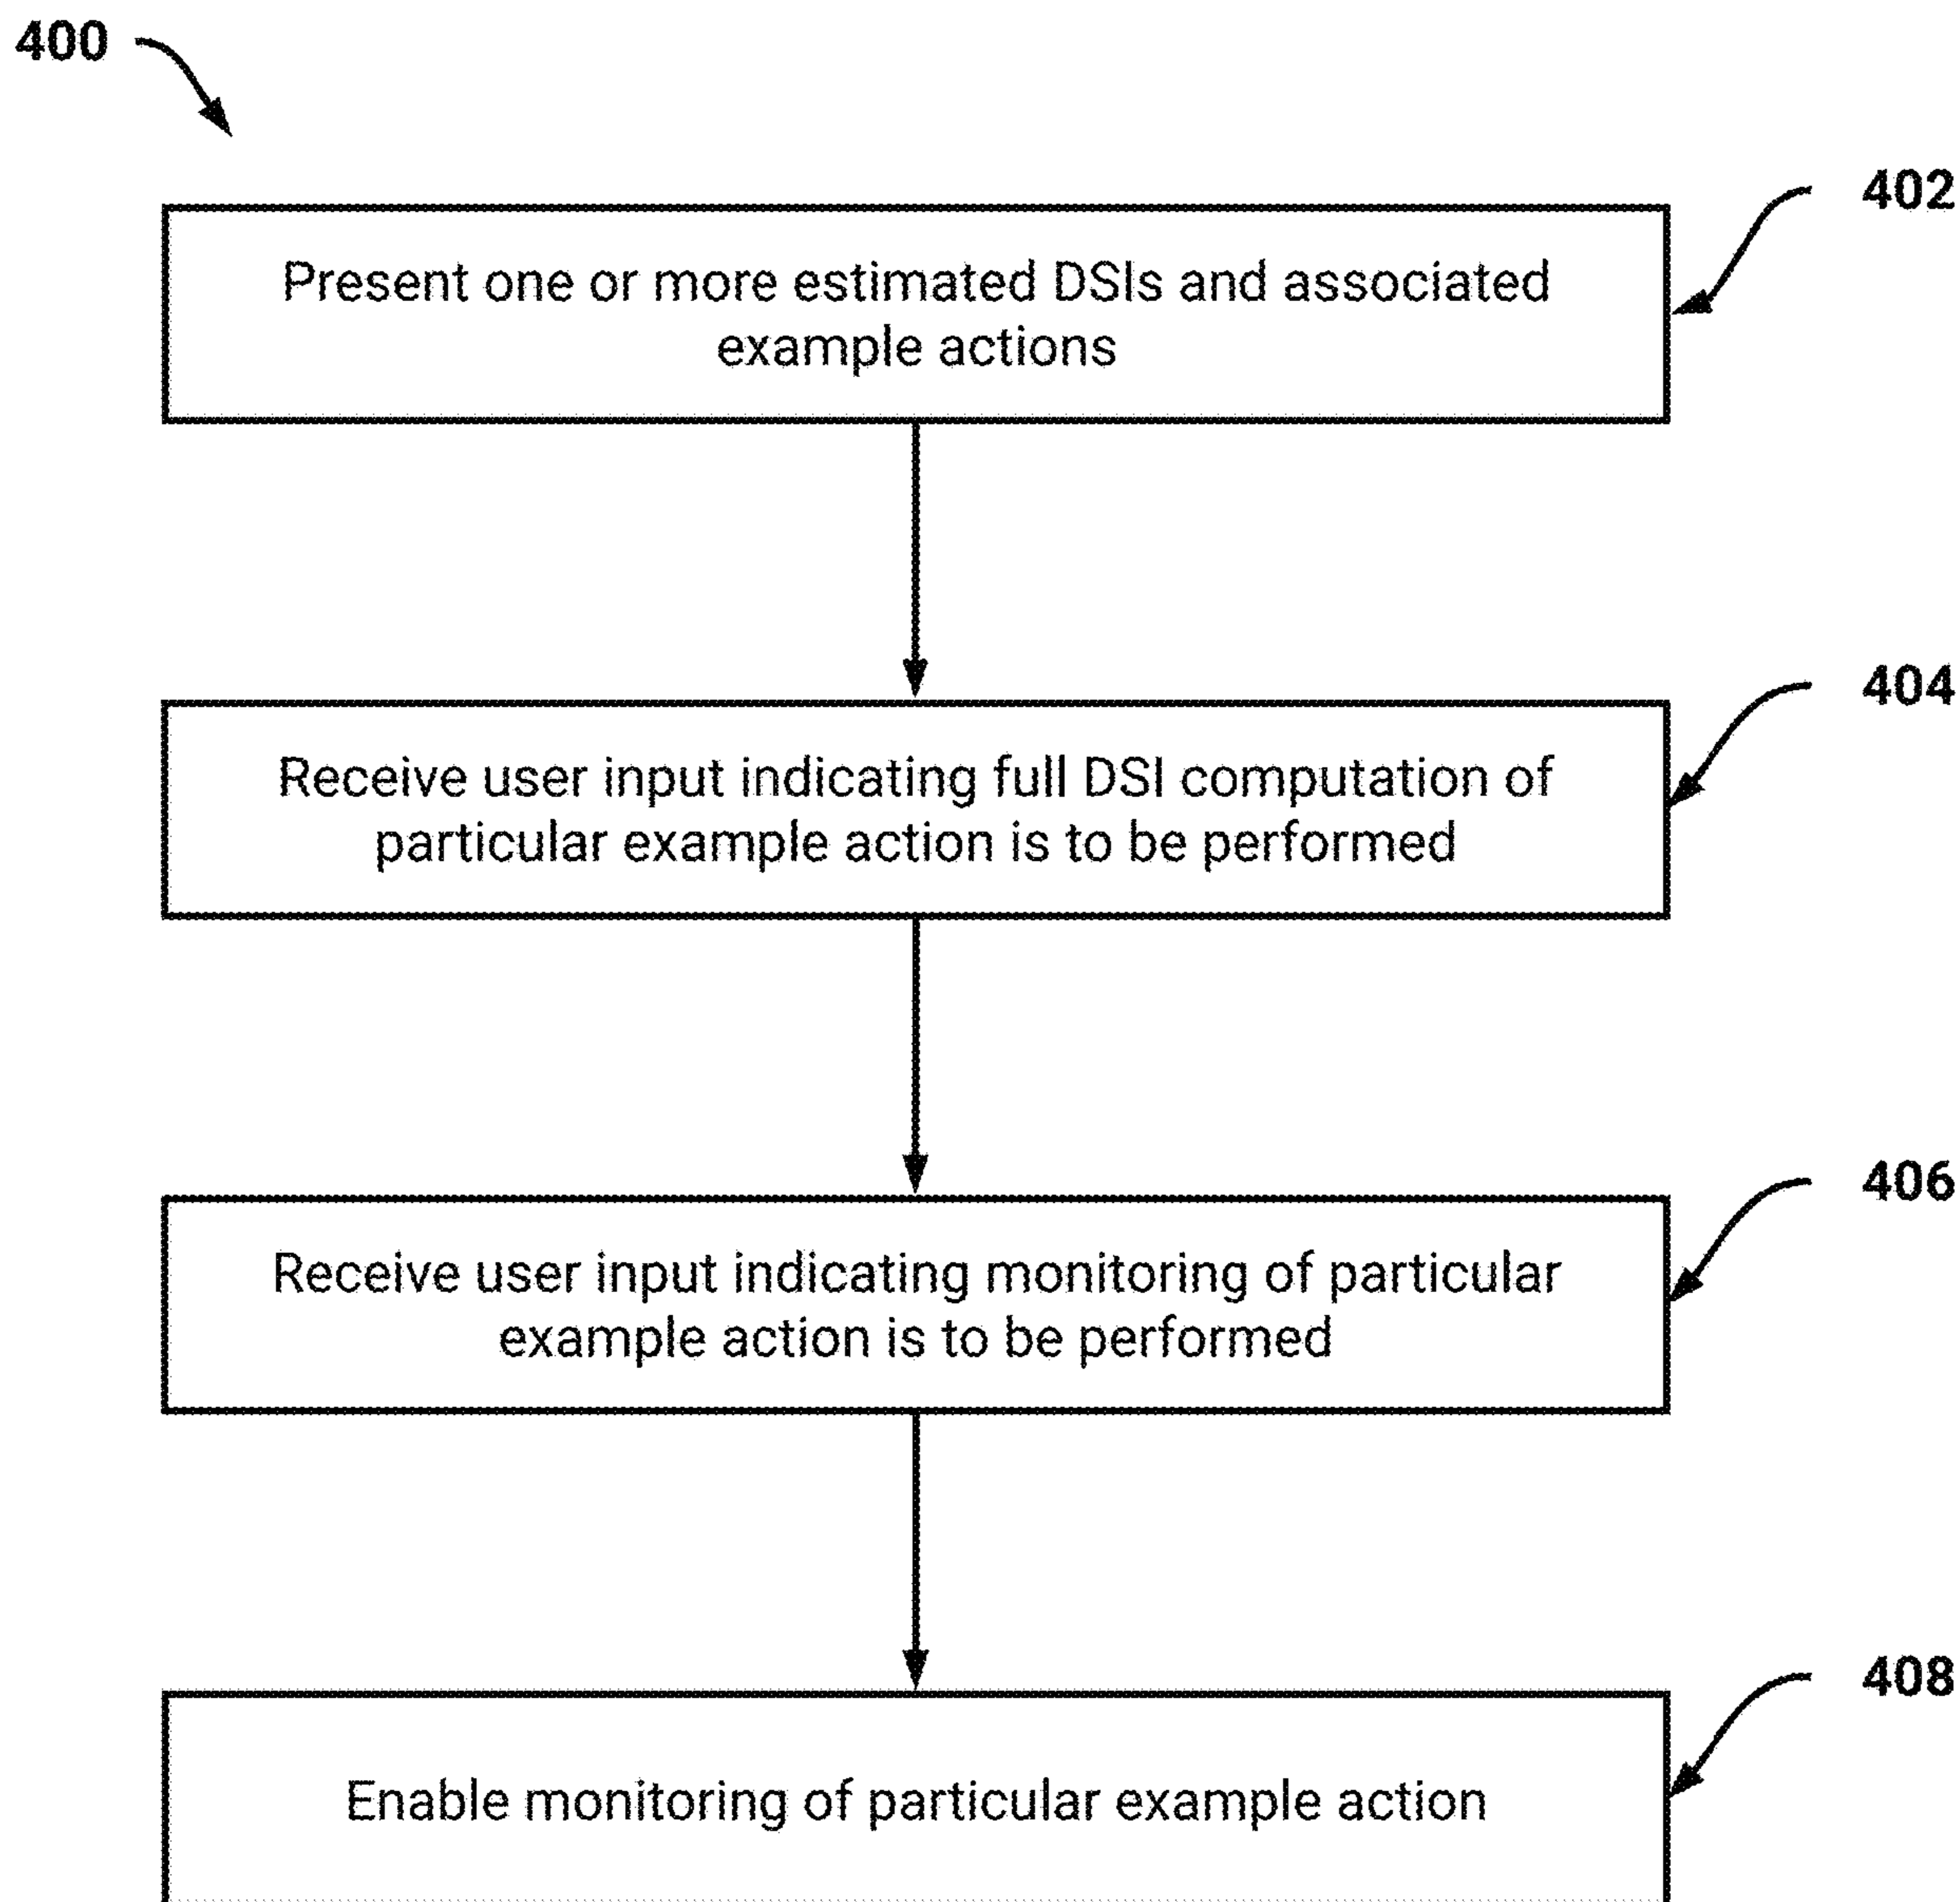 400
402
Present one or more estimated DSIs and associated
example actions
404
Receive user input indicating full DSI computation of
particular example action is to be performed
406
Receive user input indicating monitoring of particular
example action is to be performed
408
Enable monitoring of particular example action